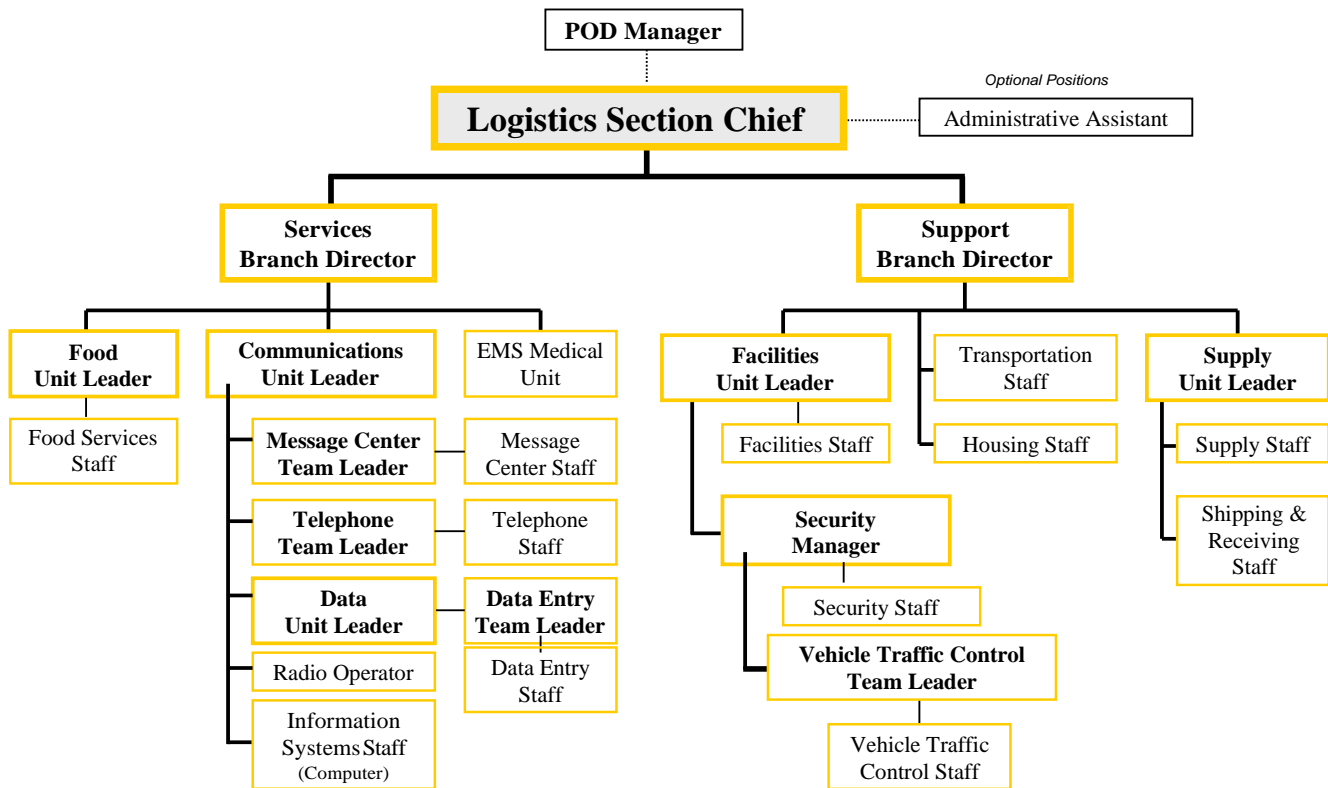 POD Manager
Optional Positions
Logistics Section Chief
Administrative Assistant
Services
Branch Director
Support
Branch Director
Food
Unit Leader
Food Services
Staff
Communications
Unit Leader
EMS Medical
Unit
Message Center
Team Leader
Message
Center Staff
Telephone
Team Leader
Telephone
Staff
Data
Unit Leader
Data Entry
Team Leader
Data Entry
Staff
Radio Operator
Information
Systems Staff
(Computer)
Facilities
Unit Leader
Facilities Staff
Transportation
Staff
Housing Staff
Supply
Unit Leader
Supply Staff
Shipping &
Receiving
Staff
Security
Manager
Security Staff
Vehicle Traffic Control
Team Leader
Vehicle Traffic
Control Staff